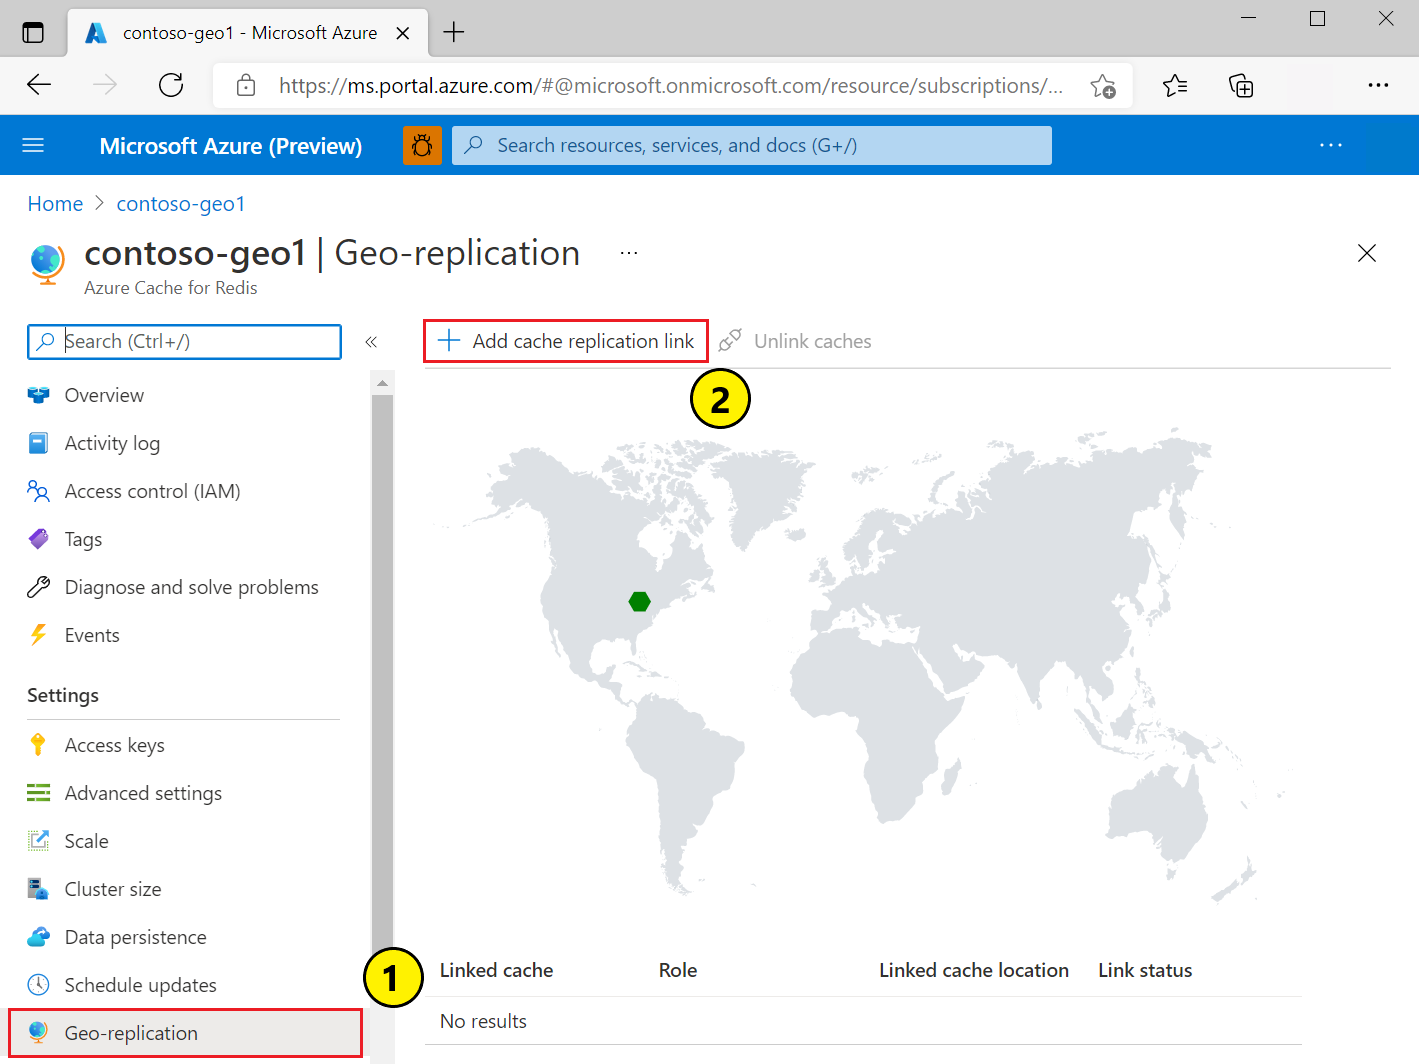 contoso-geo1 - Microsoft Azure
https://ms.portal.azure.com/#@microsoft.onmicrosoft.com/resource/subscriptions/...
Microsoft Azure (Preview)
Search resources, services, and docs (G+/)
Home > contoso-geo1
contoso-geo1 | Geo-replication ...
Azure Cache for Redis
Search (Ctrl+/)
«
Overview
Activity log
Access control (IAM)
Tags
Diagnose and solve problems
Events
Settings
Access keys
Advanced settings
Scale
Cluster size
Data persistence
Schedule updates
1
Geo-replication
Add cache replication link
Unlink caches
2
Linked cache Role Linked cache location Link status
No results